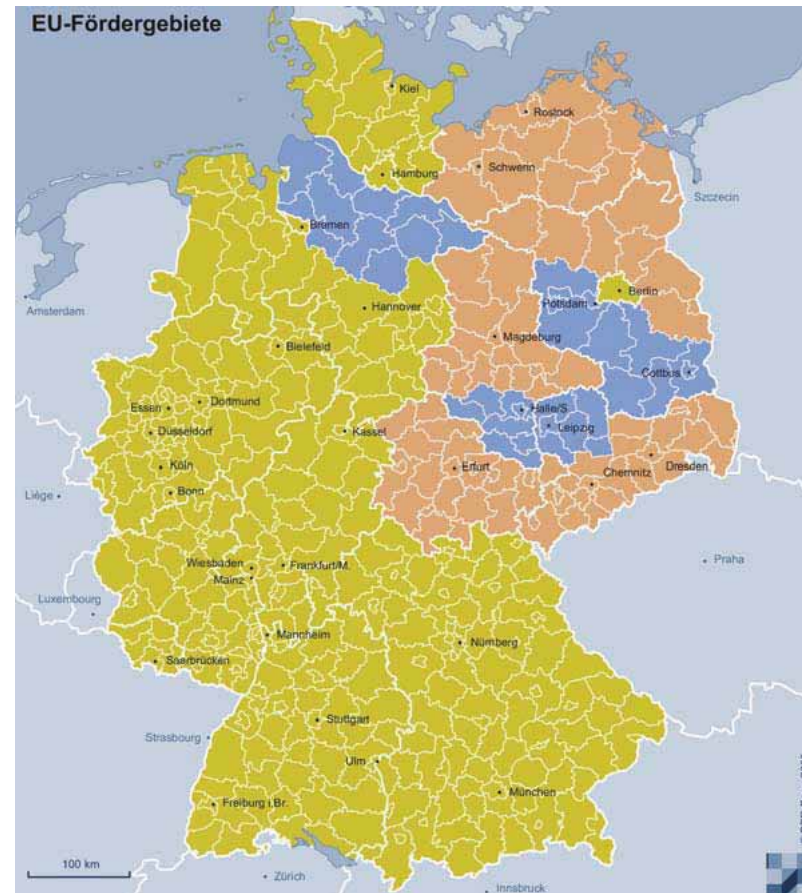 EU-Fördergebiete
Kiel
Rostock
Hamburg
Schwerin
Szczecin
Bremen
Amsterdam
Hannover
Potsdam
Berlin
Magdeburg
Bielefeld
Cottbus
Dortmund
Essen
Halle/S.
Leipzig
Düsseldorf
Kassel
Köln
Erfurt
Dresden
Chemnitz
Bonn
Liège
Praha
Wiesbaden
Frankfurt/M.
Mainz
Luxembourg
Mannheim
Nürnberg
Saarbrücken
Stuttgart
Strasbourg
Ulm
München
Freiburg i.Br.
100 km
Zürich
Innsbruck